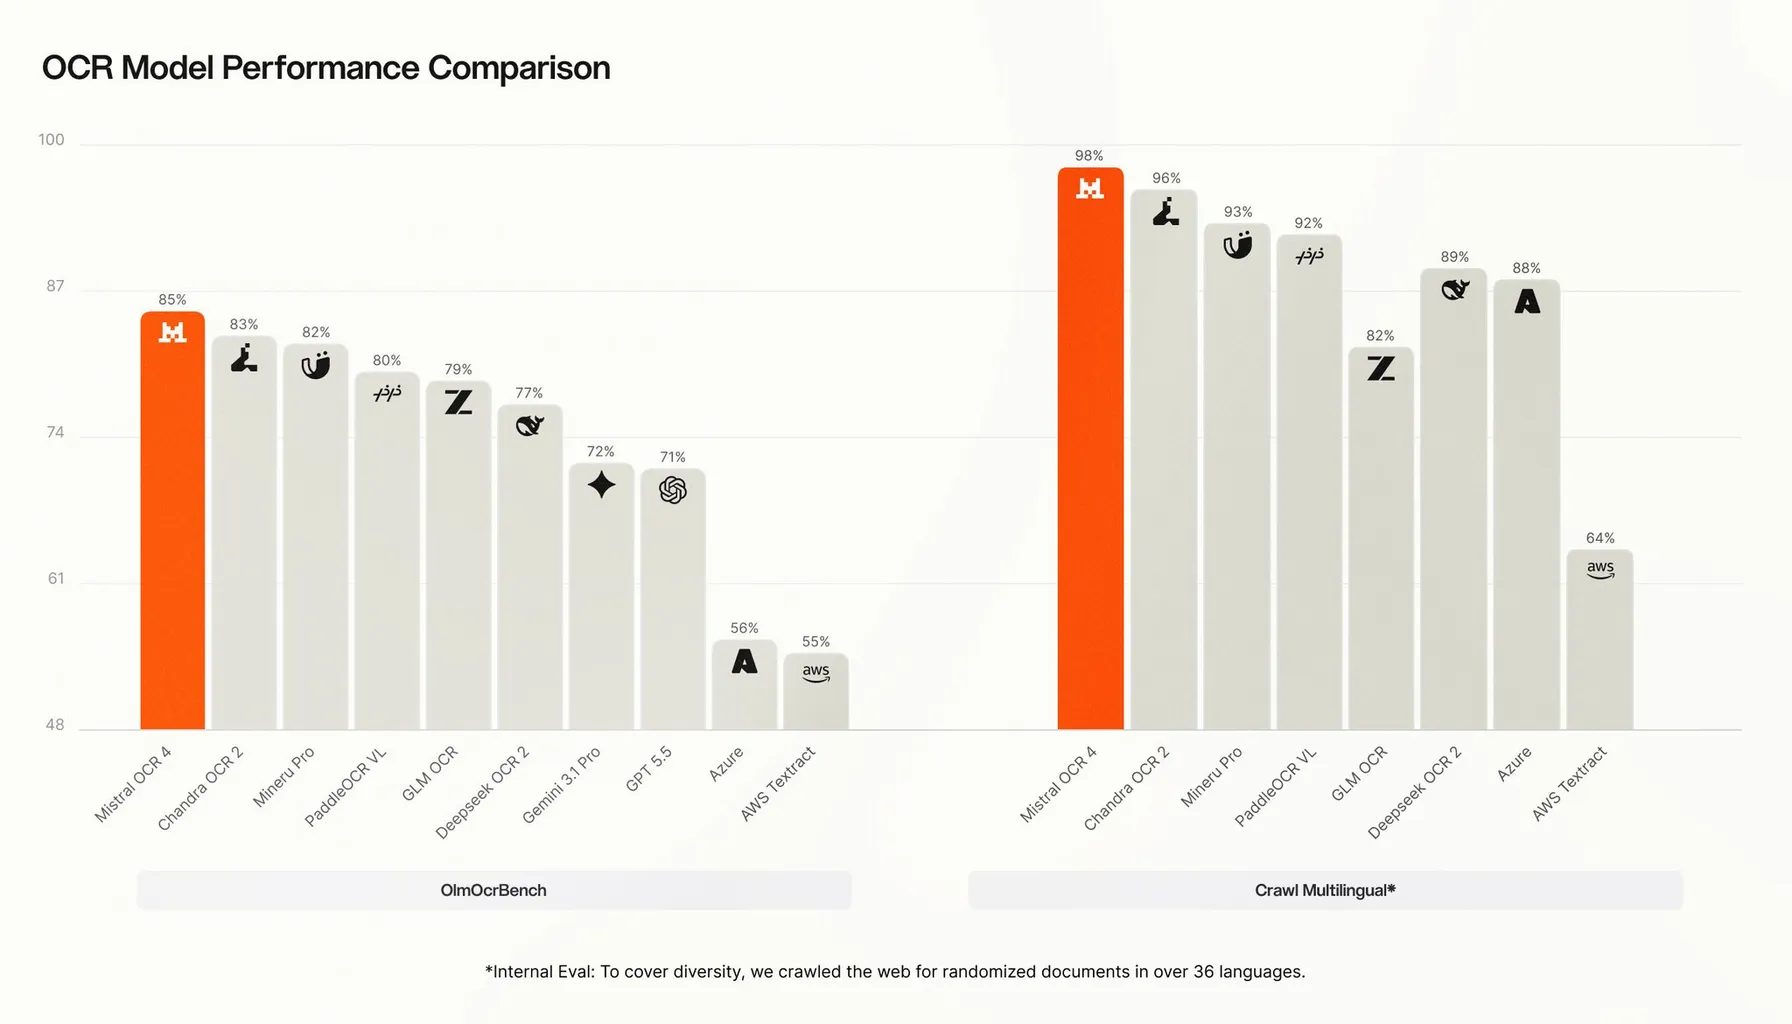 OCR Model Performance Comparison
100
87
74
61
48
85%
83%
82%
80%
79%
77%
72%
71%
56%
55%
aws
Mistral OCR 4
Chandra OCR 2
Mineru Pro
PaddleOCR VL
GLM OCR
Deepseek OCR 2
Gemini 3.1 Pro
GPT 5.5
Azure
AWS Textract
OlmOcrBench
98%
96%
93%
92%
82%
89%
88%
64%
aws
Mistral OCR 4
Chandra OCR 2
Mineru Pro
PaddleOCR VL
GLM OCR
Deepseek OCR 2
Azure
AWS Textract
Crawl Multilingual*
*Internal Eval: To cover diversity, we crawled the web for randomized documents in over 36 languages.